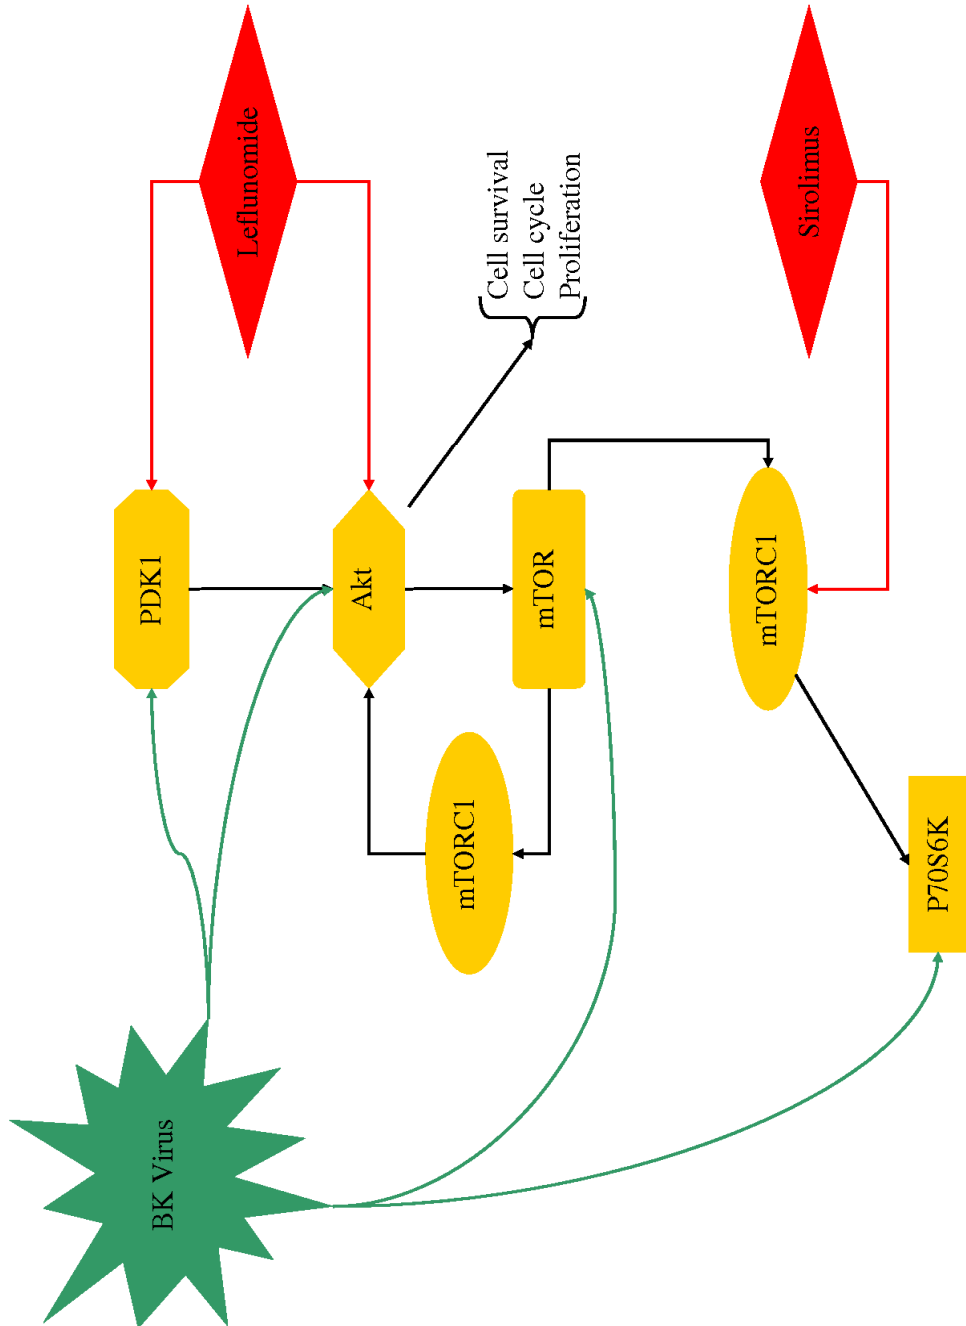 BK Virus
PDK1
Leflunomide
Akt
mTORC1
Cell survival
Cell cycle
Proliferation
mTOR
mTORC1
Sirolimus
P70S6K